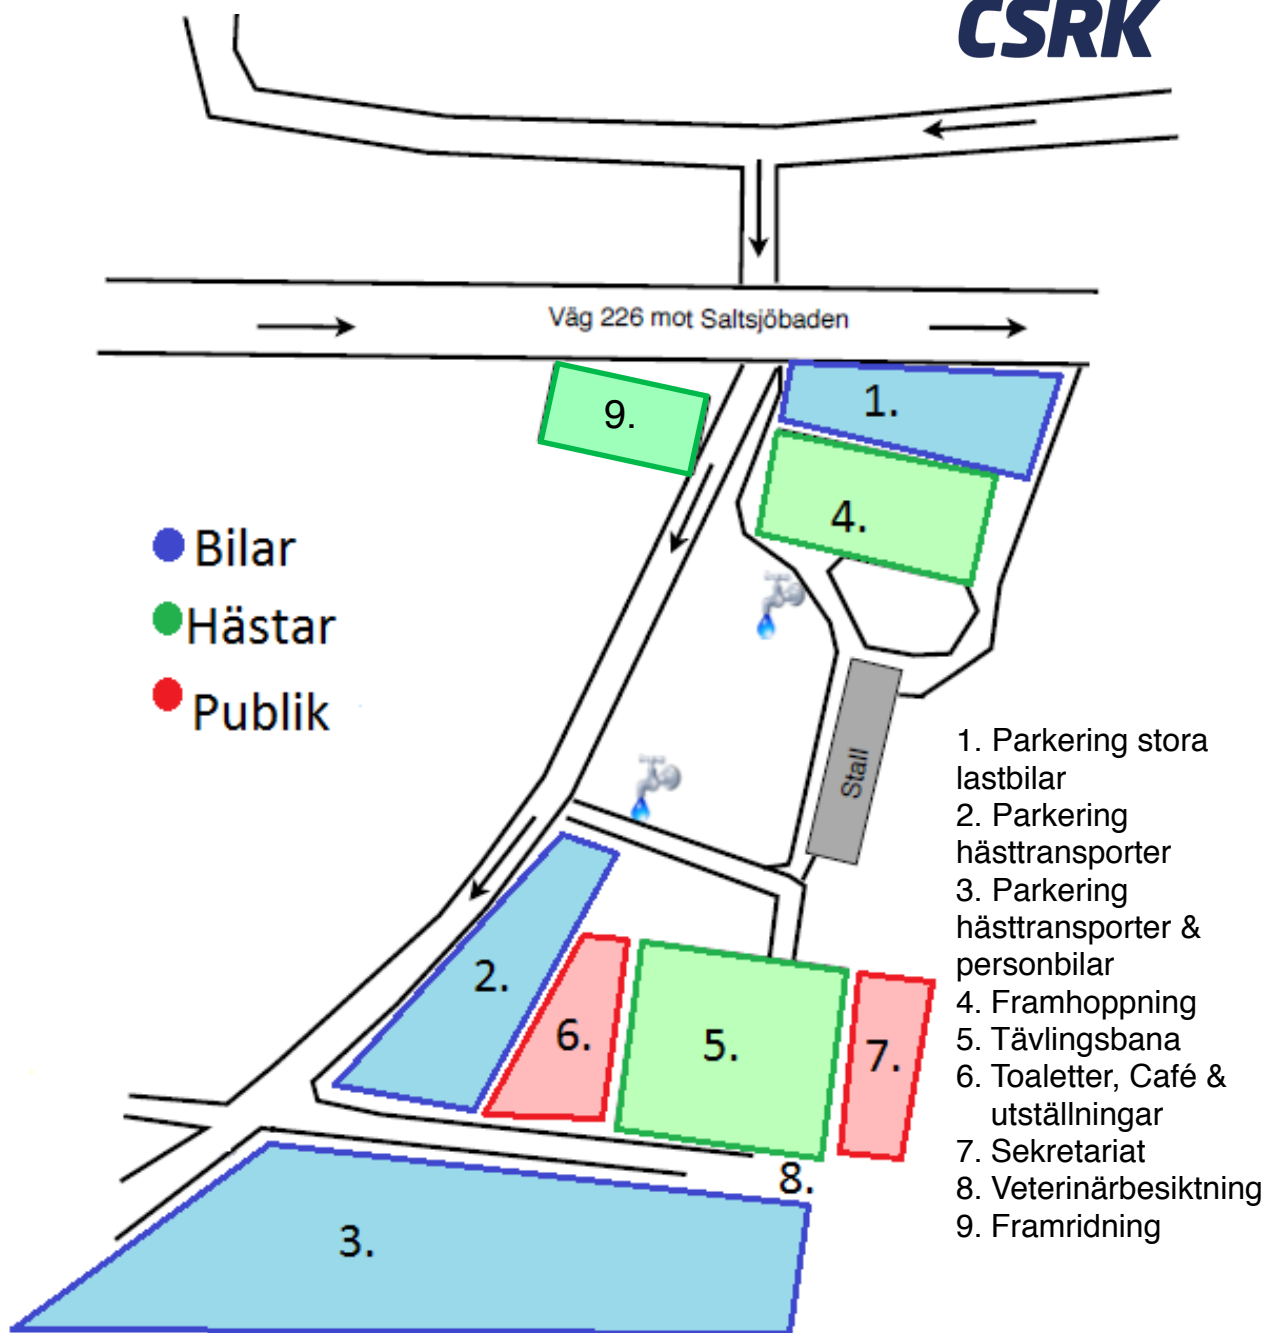 CSRK
Väg 226 mot Saltsjöbaden
1.
9.
4.
Bilar
Hästar
Publik
Stall
2.
6.
5.
7.
8.
3.
1. Parkering stora
lastbilar
2. Parkering
hästtransporter
3. Parkering
hästtransporter &
personbilar
4. Framhoppning
5. Tävlingsbana
6. Toaletter, Café &
utställningar
7. Sekretariat
8. Veterinärbesiktning
9. Framridning